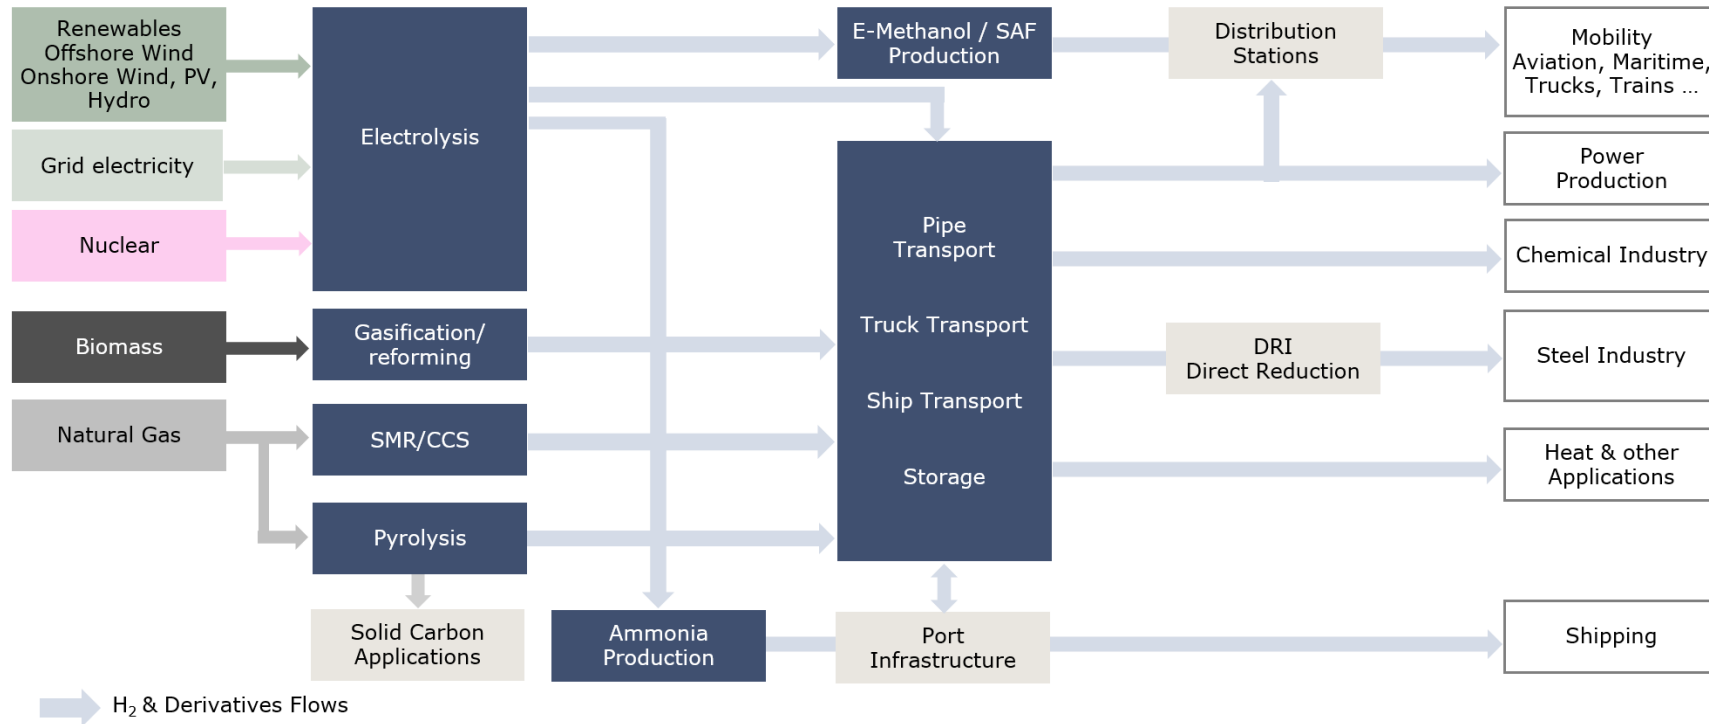 Renewables
Offshore Wind
Onshore Wind, PV,
Hydro
Grid electricity
Nuclear
Biomass
Natural Gas
Electrolysis
Gasification/
reforming
SMR/CCS
Pyrolysis
Solid Carbon
Applications
Ammonia
Production
E-Methanol / SAF
Production
Pipe
Transport
Truck Transport
Ship Transport
Storage
Port
Infrastructure
Distribution
Stations
DRI
Direct Reduction
Mobility
Aviation, Maritime,
Trucks, Trains …
Power
Production
Chemical Industry
Steel Industry
Heat & other
Applications
Shipping
H₂ & Derivatives Flows